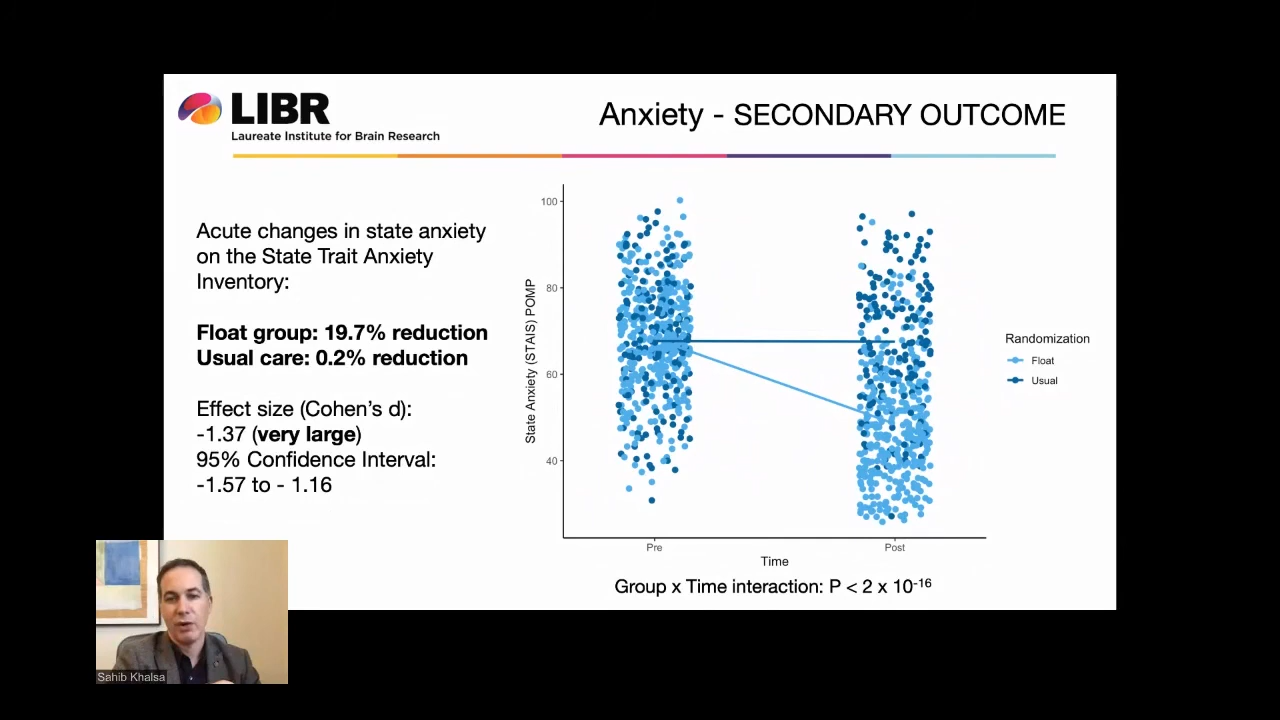 LIBR
Laureate Institute for Brain Research
Anxiety - SECONDARY OUTCOME
Acute changes in state anxiety
on the State Trait Anxiety
Inventory:
Float group: 19.7% reduction
Usual care: 0.2% reduction
Effect size (Cohen's d):
-1.37 (very large)
95% Confidence Interval:
-1.57 to - 1.16
State Anxiety (STAIS) POMP
100
80
60
40
Pre
Post
Time
Randomization
Float
Usual
Group x Time interaction: P < 2 x 10⁻¹⁶
Sahib Khalsa